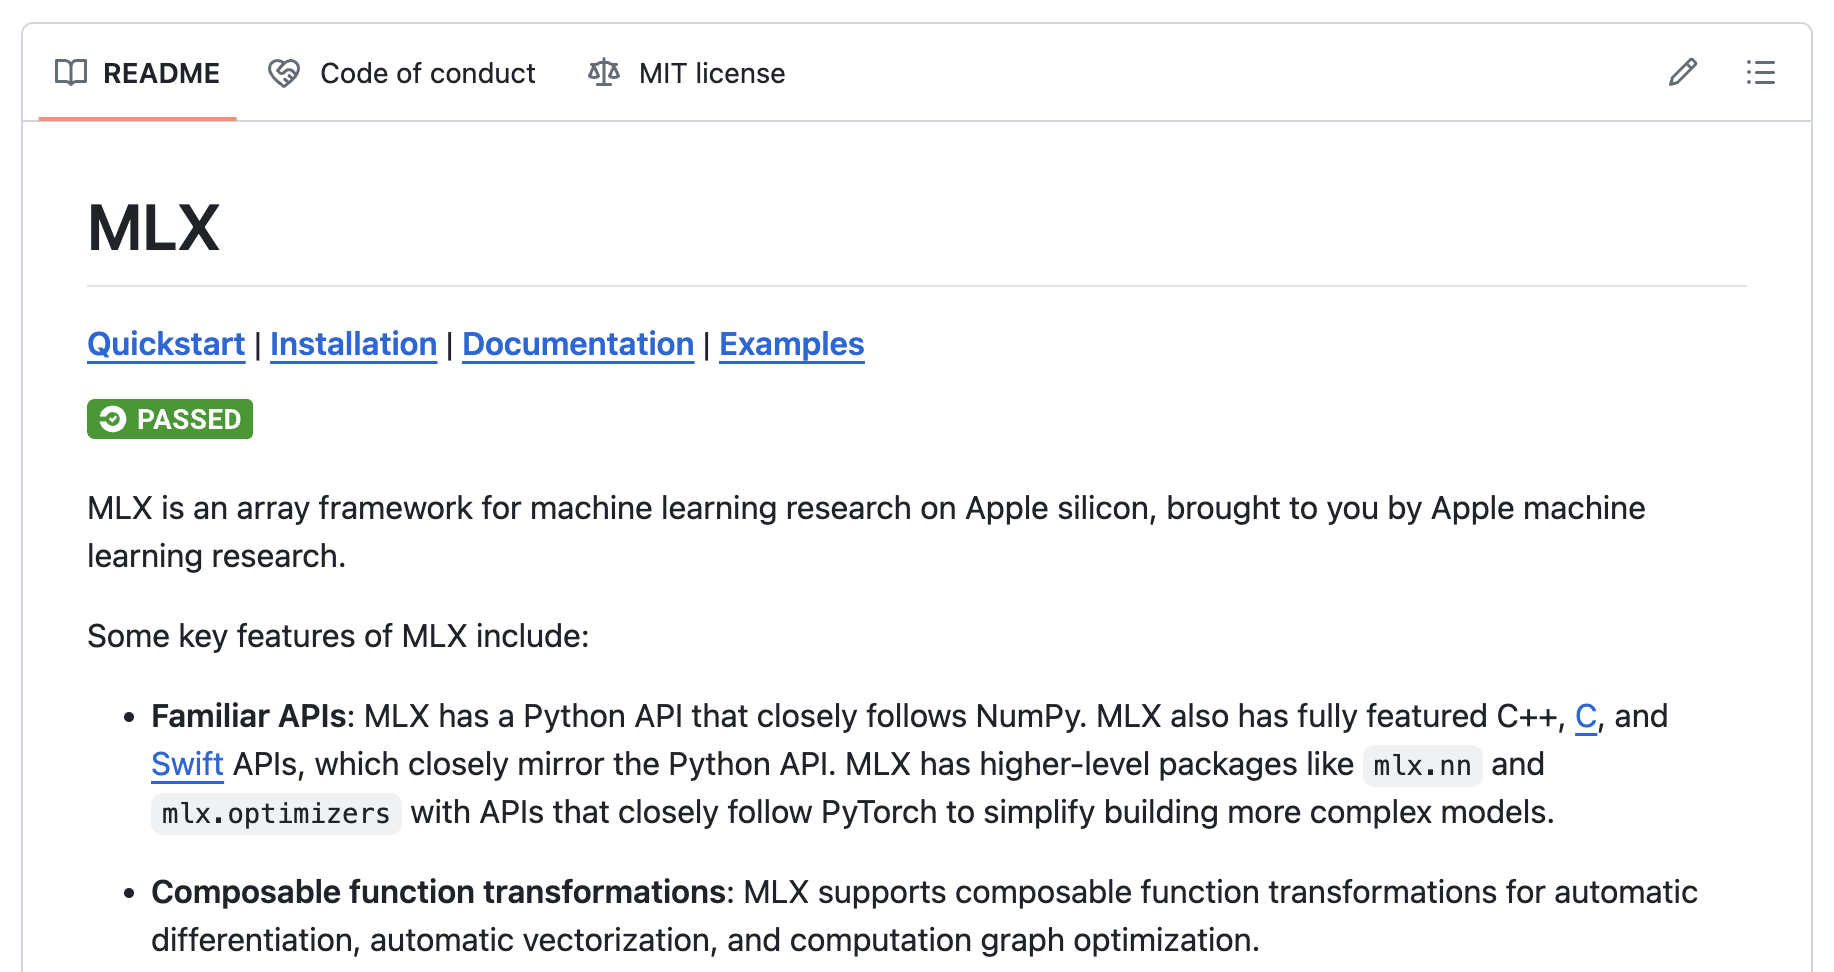 README Code of conduct MIT license
MLX
Quickstart | Installation | Documentation | Examples
PASSED
MLX is an array framework for machine learning research on Apple silicon, brought to you by Apple machine
learning research.
Some key features of MLX include:
• Familiar APIs: MLX has a Python API that closely follows NumPy. MLX also has fully featured C++, C, and
Swift APIs, which closely mirror the Python API. MLX has higher-level packages like mlx.nn and
mlx.optimizers with APIs that closely follow PyTorch to simplify building more complex models.
• Composable function transformations: MLX supports composable function transformations for automatic
differentiation, automatic vectorization, and computation graph optimization.